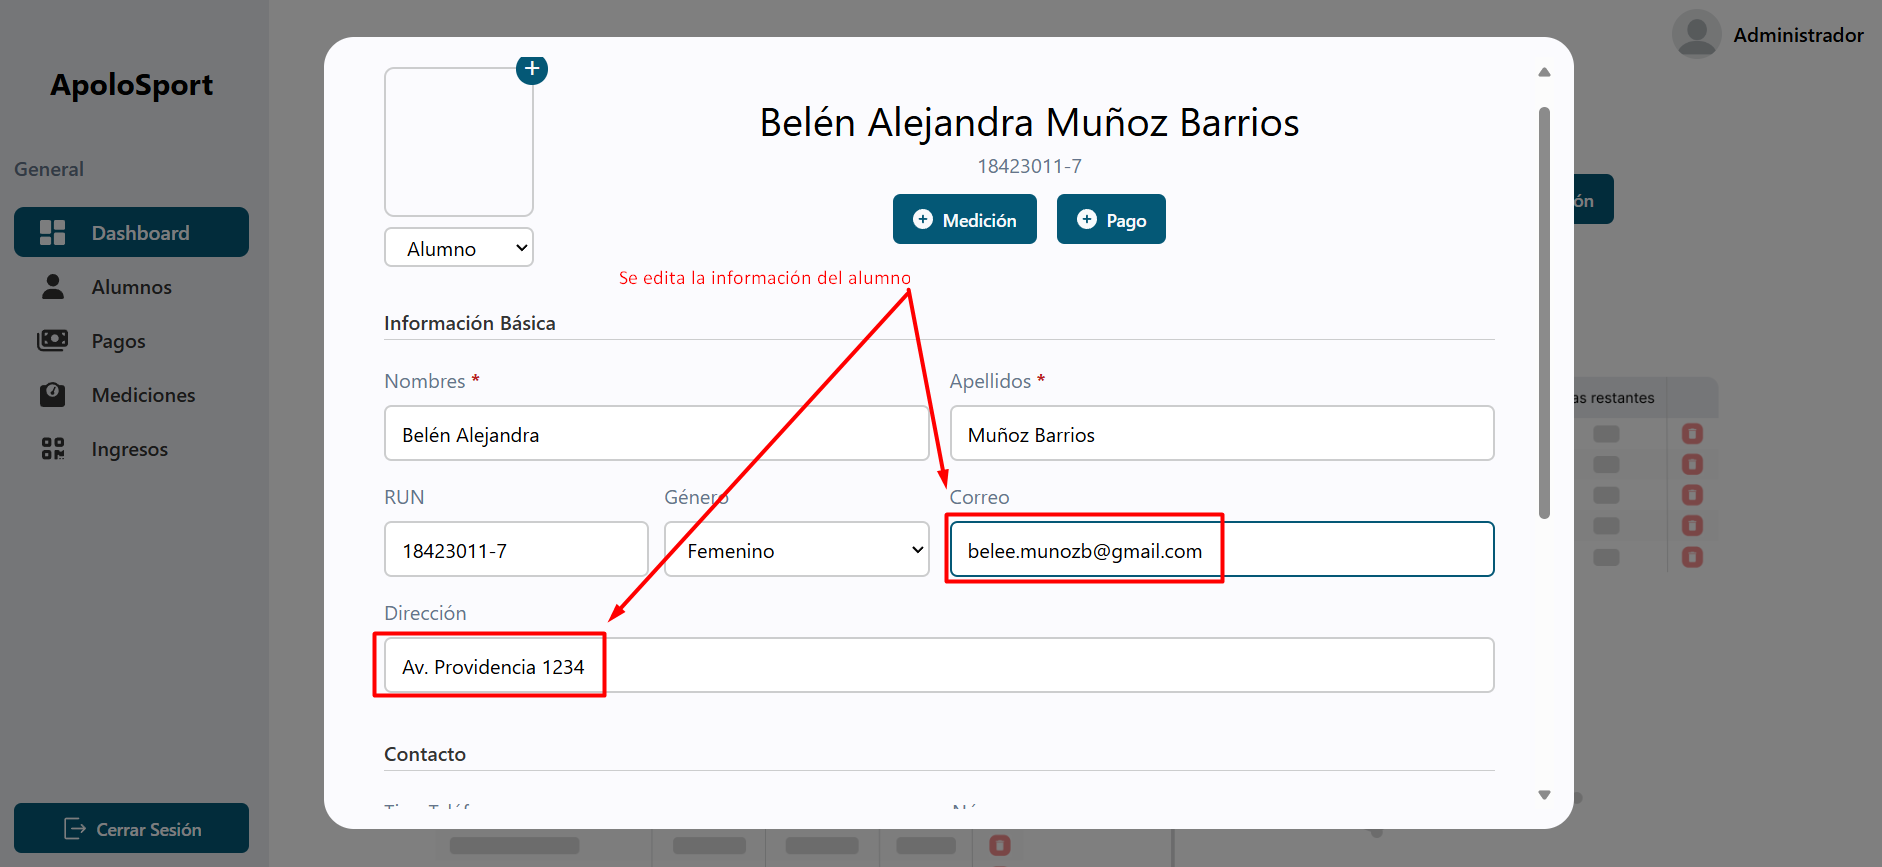 ApoloSport
General
Dashboard
Alumnos
Pagos
Mediciones
Ingresos
Cerrar Sesión
Administrador
+
Belén Alejandra Muñoz Barrios
18423011-7
Medición
Pago
Alumno
Se edita la información del alumno
Información Básica
Nombres *
Apellidos *
Belén Alejandra
Muñoz Barrios
RUN
Género
Correo
18423011-7
Femenino
belee.munozb@gmail.com
Dirección
Av. Providencia 1234
Contacto
ón
as restantes